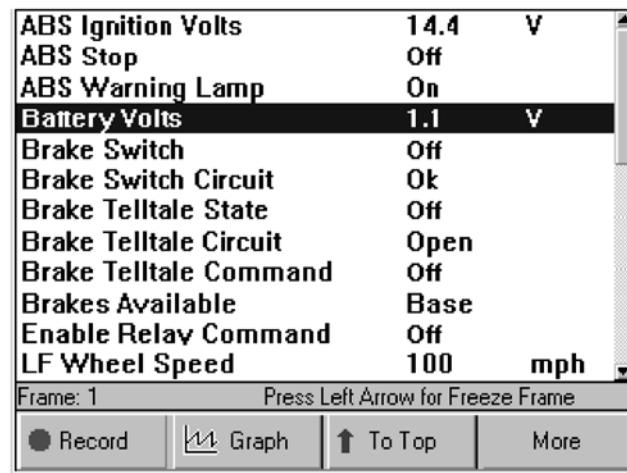 ABS Ignition Volts 14.4 V
ABS Stop Off
ABS Warning Lamp On
Battery Volts 1.1 V
Brake Switch Off
Brake Switch Circuit Ok
Brake Telltale State Off
Brake Telltale Circuit Open
Brake Telltale Command Off
Brakes Available Base
Enable Relay Command Off
LF Wheel Speed 100 mph
Frame: 1 Press Left Arrow for Freeze Frame
Record Graph To Top More